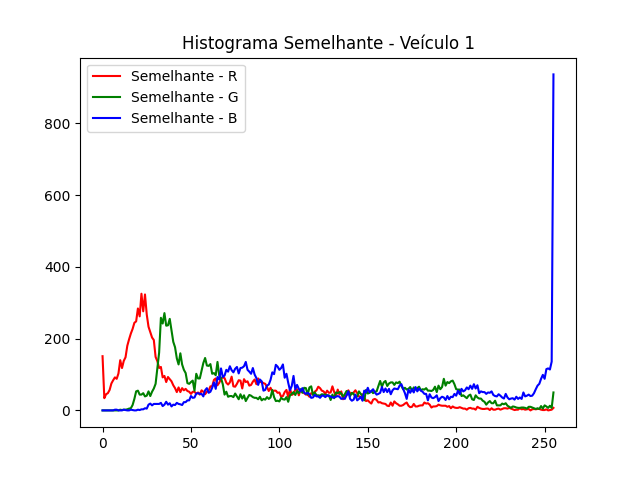 Histograma Semelhante - Veículo 1
Semelhante - R
Semelhante - G
Semelhante - B
800
600
400
200
0
0 50 100 150 200 250